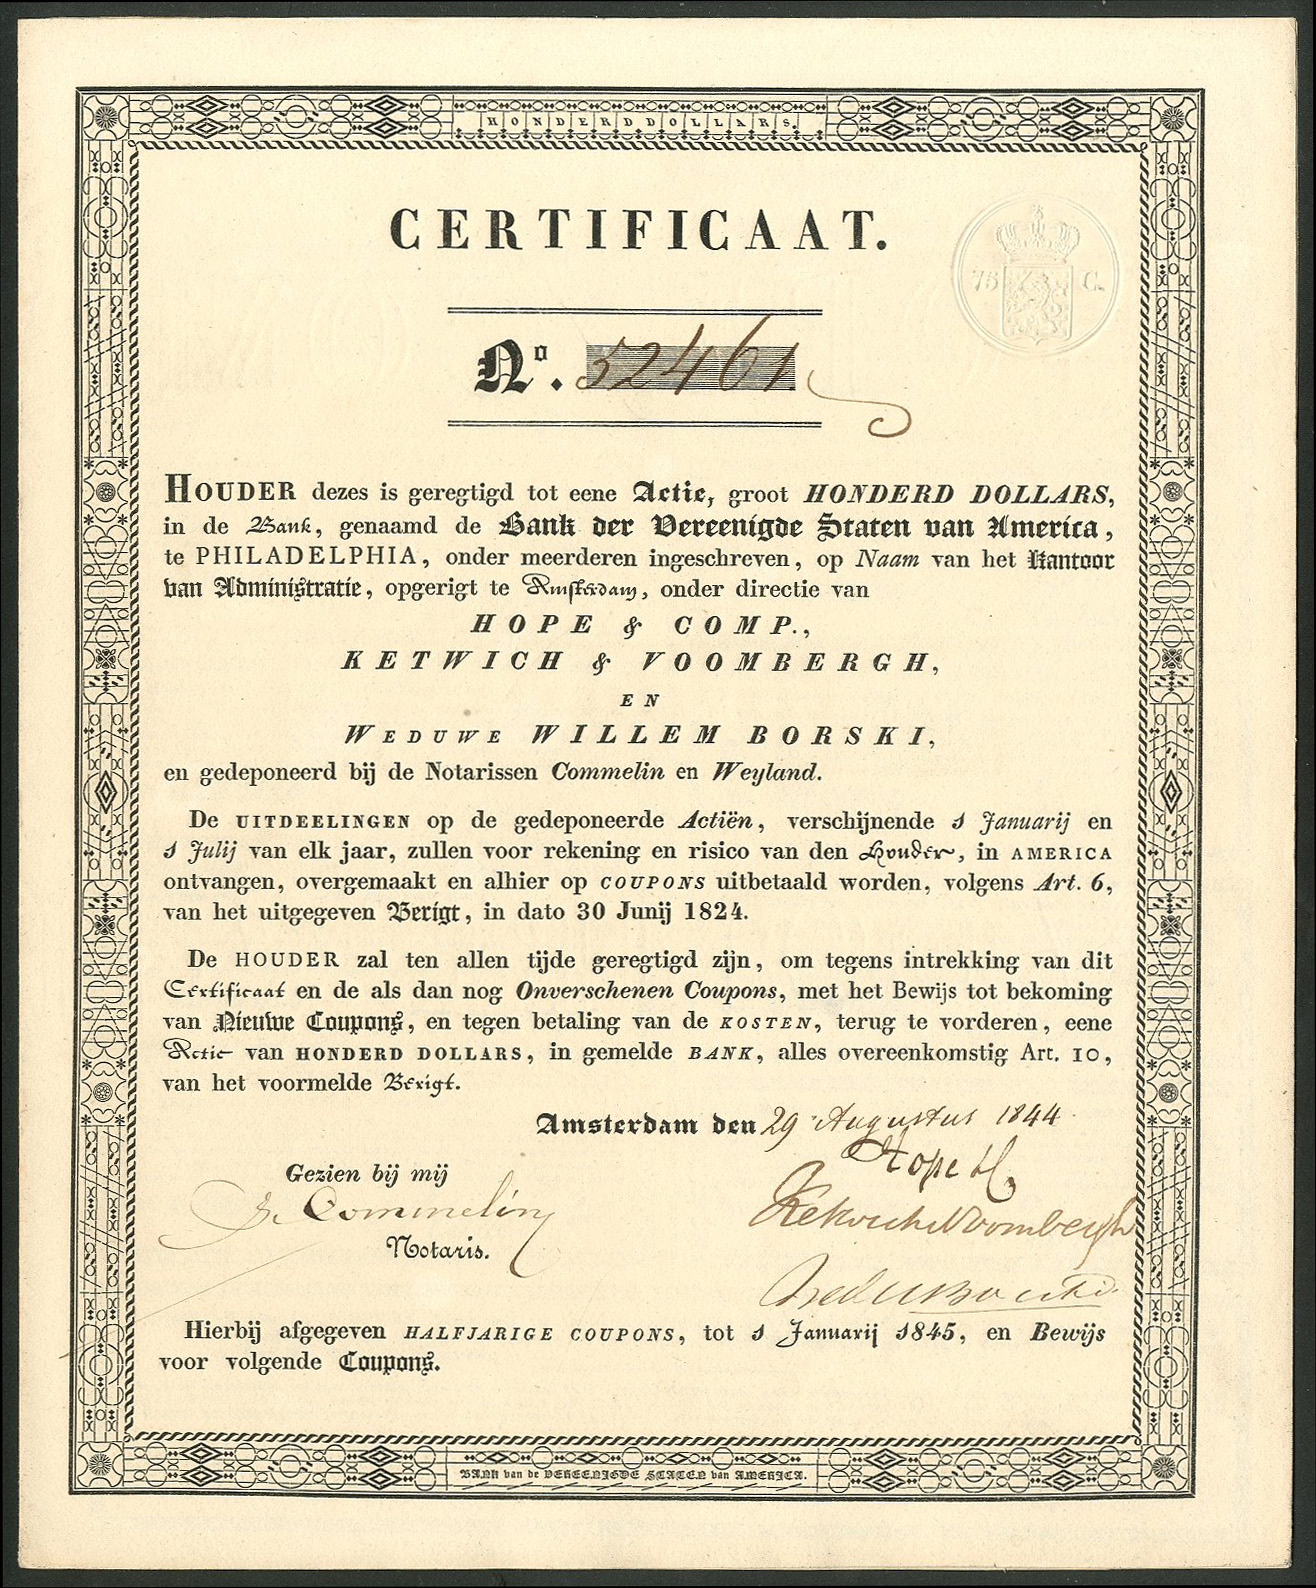 HONDERD DOLLARS.
CERTIFICAAT.
75 C.
No. 52461
HOUDER dezes is geregtigd tot eene Actie, groot HONDERD DOLLARS,
in de Bank, genaamd de Bank der Vereenigde Staten van America,
te PHILADELPHIA, onder meerderen ingeschreven, op Naam van het Kantoor
van Administratie, opgerigt te Amsterdam, onder directie van
HOPE & COMP.,
KETWICH & VOOMBERGH,
EN
WEDUWE WILLEM BORSKI,
en gedeponeerd bij de Notarissen Commelin en Weyland.
De UITDEELINGEN op de gedeponeerde Actiën, verschijnende 1 Januarij en
1 Julij van elk jaar, zullen voor rekening en risico van den Houder, in AMERICA
ontvangen, overgemaakt en alhier op COUPONS uitbetaald worden, volgens Art. 6,
van het uitgegeven Berigt, in dato 30 Junij 1824.
De HOUDER zal ten allen tijde geregtigd zijn, om tegens intrekking van dit
Certificaat en de als dan nog Onverschenen Coupons, met het Bewijs tot bekoming
van Nieuwe Coupons, en tegen betaling van de KOSTEN, terug te vorderen, eene
Actie van HONDERD DOLLARS, in gemelde BANK, alles overeenkomstig Art. 10,
van het voormelde Berigt.
Amsterdam den 29 Augustus 1844
Hope
Gezien bij mij
Ketwich & Voombergh
Commelin
Notaris.
Wed W Borski
Hierbij afgegeven HALFJARIGE COUPONS, tot 1 Januarij 1845, en Bewijs
voor volgende Coupons.
BANK van de VEREENIGDE STATEN van AMERICA.